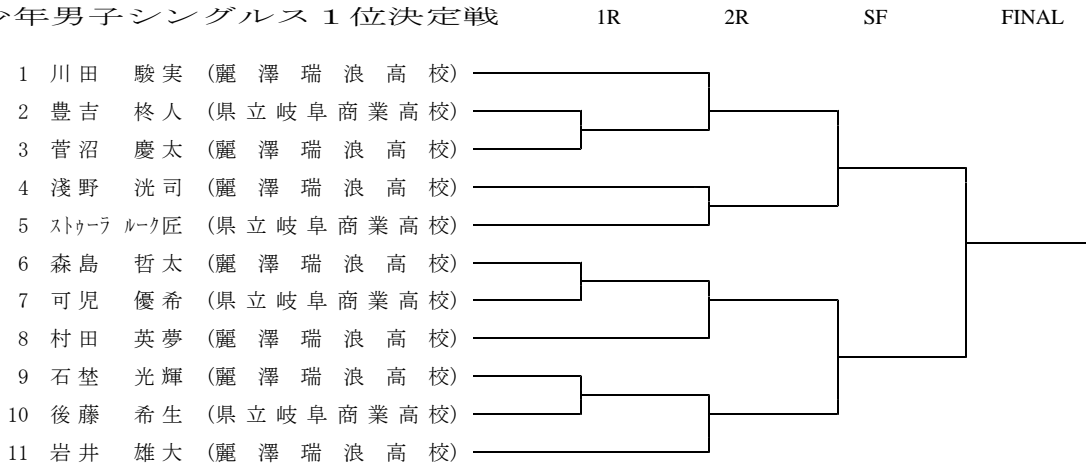 少年男子シングルス１位決定戦 1R 2R SF FINAL
1 川田 駿実 (麗澤瑞浪高校)
2 豊吉 柊人 (県立岐阜商業高校)
3 菅沼 慶太 (麗澤瑞浪高校)
4 淺野 洸司 (麗澤瑞浪高校)
5 ｽﾄｩｰﾗ ﾙｰｸ匠 (県立岐阜商業高校)
6 森島 哲太 (麗澤瑞浪高校)
7 可児 優希 (県立岐阜商業高校)
8 村田 英夢 (麗澤瑞浪高校)
9 石埜 光輝 (麗澤瑞浪高校)
10 後藤 希生 (県立岐阜商業高校)
11 岩井 雄大 (麗澤瑞浪高校)